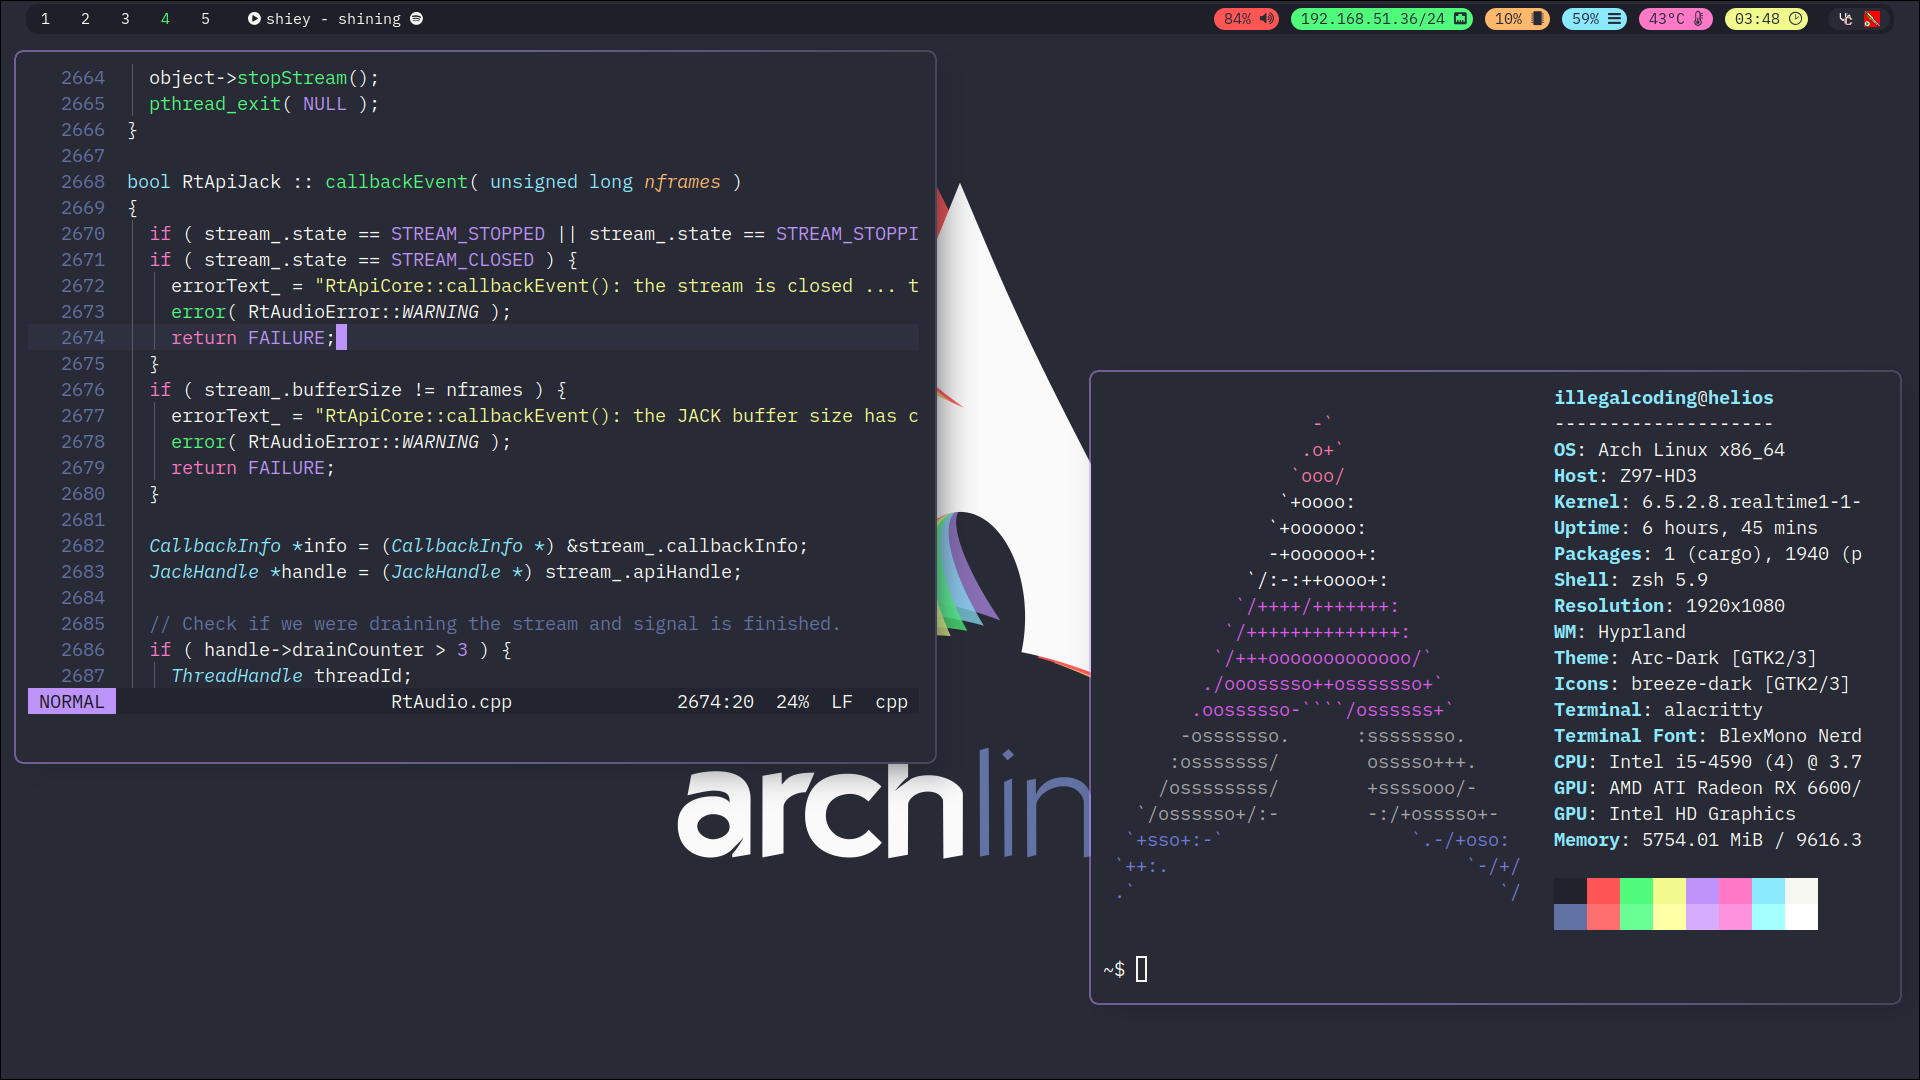 1 2 3 4 5 shiey - shining
84% 192.168.51.36/24 10% 59% 43°C 03:48
2664 object->stopStream();
2665 pthread_exit( NULL );
2666 }
2667
2668 bool RtApiJack :: callbackEvent( unsigned long nframes )
2669 {
2670 if ( stream_.state == STREAM_STOPPED || stream_.state == STREAM_STOPPI
2671 if ( stream_.state == STREAM_CLOSED ) {
2672 errorText_ = "RtApiCore::callbackEvent(): the stream is closed ... t
2673 error( RtAudioError::WARNING );
2674 return FAILURE;
2675 }
2676 if ( stream_.bufferSize != nframes ) {
2677 errorText_ = "RtApiCore::callbackEvent(): the JACK buffer size has c
2678 error( RtAudioError::WARNING );
2679 return FAILURE;
2680 }
2681
2682 CallbackInfo *info = (CallbackInfo *) &stream_.callbackInfo;
2683 JackHandle *handle = (JackHandle *) stream_.apiHandle;
2684
2685 // Check if we were draining the stream and signal is finished.
2686 if ( handle->drainCounter > 3 ) {
2687 ThreadHandle threadId;
NORMAL RtAudio.cpp 2674:20 24% LF cpp
archlin
-`
.o+`
`ooo/
`+oooo:
`+oooooo:
-+oooooo+:
`/:-:++oooo+:
`/++++/+++++++:
`/++++++++++++++:
`/+++ooooooooooooo/`
./ooosssso++osssssso+`
.oossssso-````/ossssss+`
-osssssso. :ssssssso.
:osssssss/ osssso+++.
/ossssssss/ +ssssooo/-
`/ossssso+/:- -:/+osssso+-
`+sso+:-` `.-/+oso:
`++:. `-/+/
.` `/
illegalcoding@helios
--------------------
OS: Arch Linux x86_64
Host: Z97-HD3
Kernel: 6.5.2.8.realtime1-1-
Uptime: 6 hours, 45 mins
Packages: 1 (cargo), 1940 (p
Shell: zsh 5.9
Resolution: 1920x1080
WM: Hyprland
Theme: Arc-Dark [GTK2/3]
Icons: breeze-dark [GTK2/3]
Terminal: alacritty
Terminal Font: BlexMono Nerd
CPU: Intel i5-4590 (4) @ 3.7
GPU: AMD ATI Radeon RX 6600/
GPU: Intel HD Graphics
Memory: 5754.01 MiB / 9616.3
~$